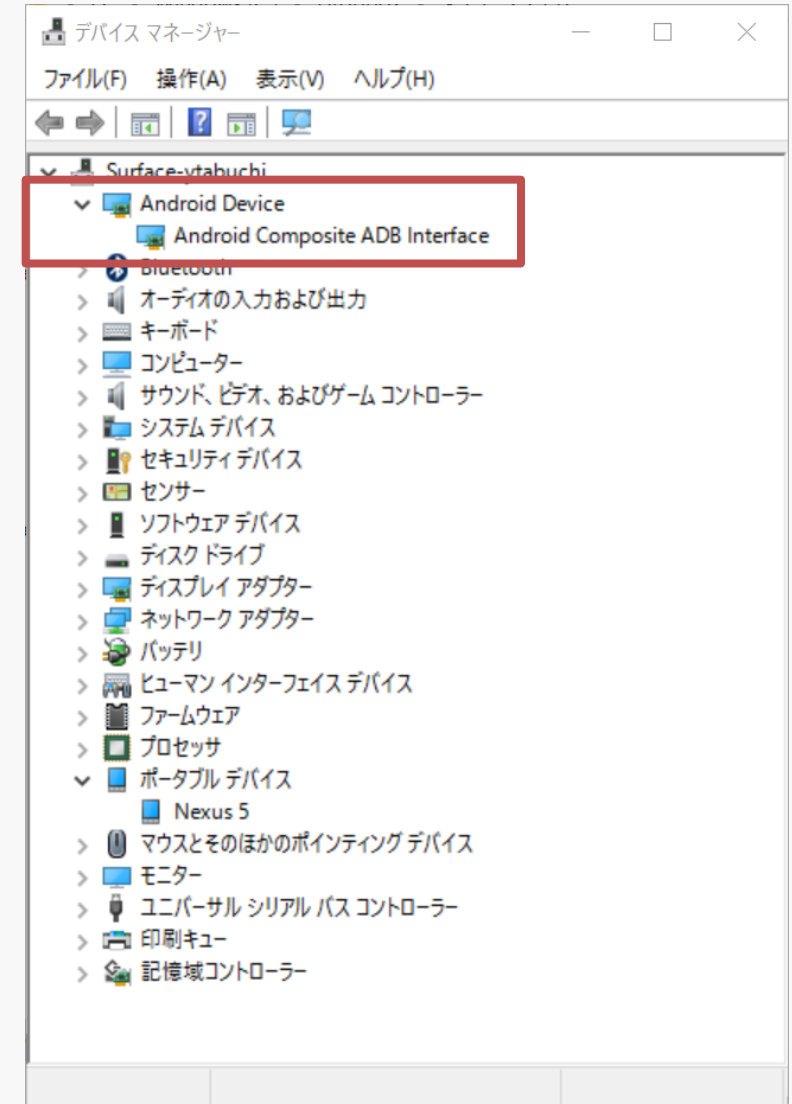 デバイス マネージャー
ファイル(F) 操作(A) 表示(V) ヘルプ(H)
Surface-ytabuchi
Android Device
Android Composite ADB Interface
Bluetooth
オーディオの入力および出力
キーボード
コンピューター
サウンド、ビデオ、およびゲーム コントローラー
システム デバイス
セキュリティ デバイス
センサー
ソフトウェア デバイス
ディスク ドライブ
ディスプレイ アダプター
ネットワーク アダプター
バッテリ
ヒューマン インターフェイス デバイス
ファームウェア
プロセッサ
ポータブル デバイス
Nexus 5
マウスとそのほかのポインティング デバイス
モニター
ユニバーサル シリアル バス コントローラー
印刷キュー
記憶域コントローラー